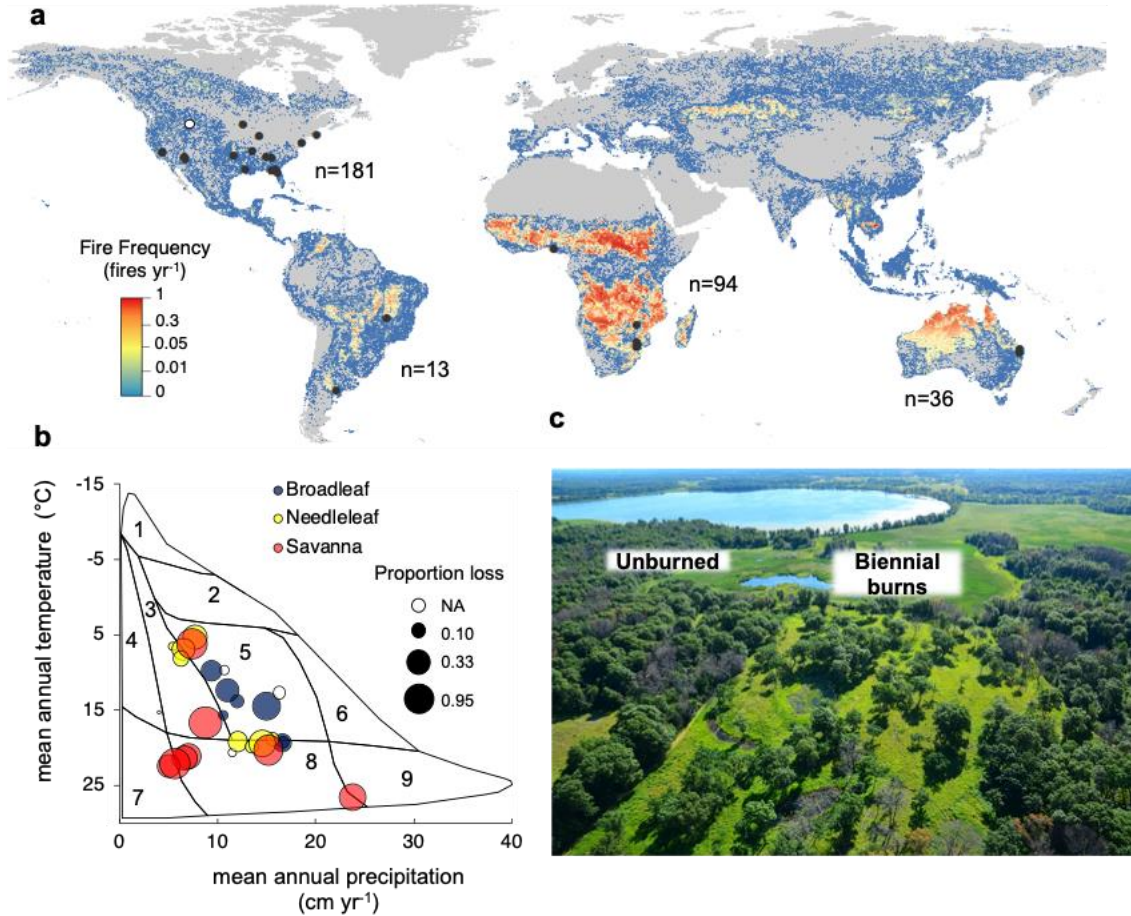 a
n=181
n=94
n=13
n=36
Fire Frequency
(fires yr⁻¹)
1
0.3
0.05
0.01
0
b
c
-15
-5
5
15
25
mean annual temperature (°C)
Broadleaf
Needleleaf
Savanna
Proportion loss
NA
0.10
0.33
0.95
1
2
3
4
5
6
7
8
9
0
10
20
30
40
mean annual precipitation
(cm yr⁻¹)
Unburned
Biennial
burns